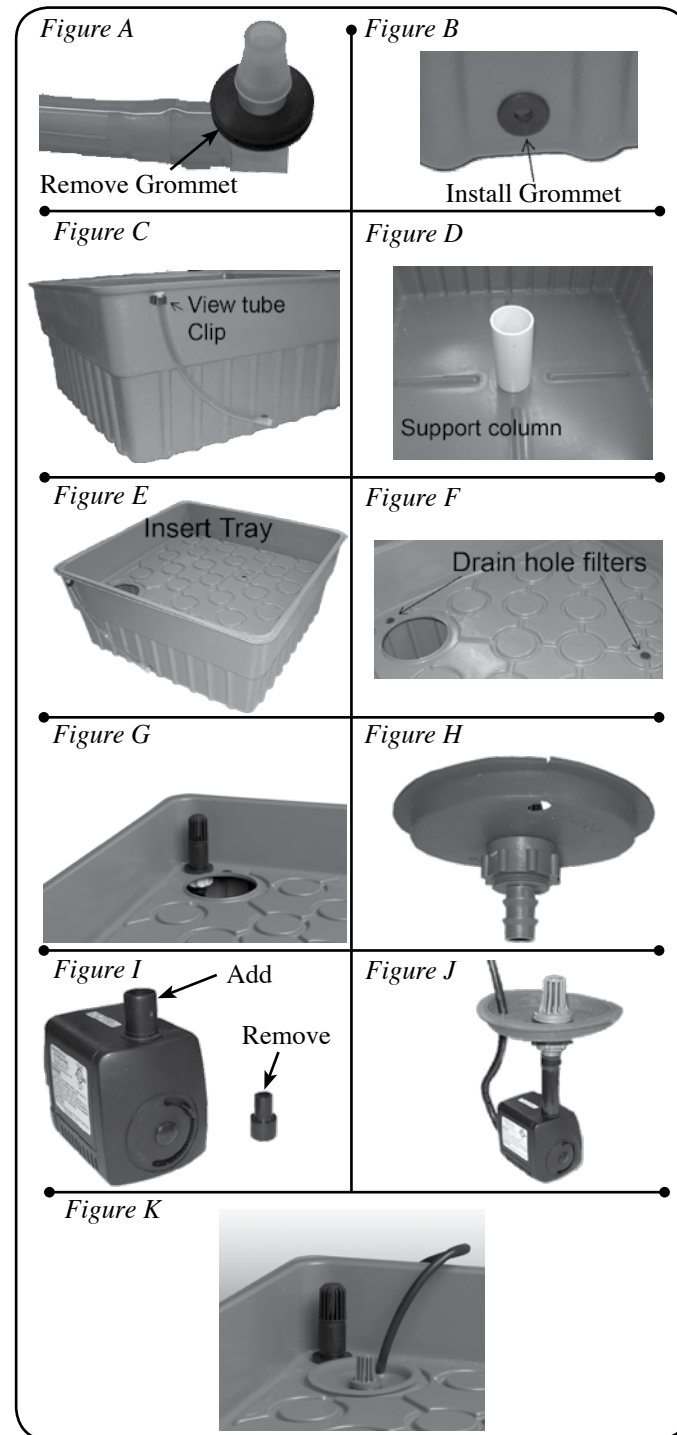 Figure A
Figure B
Remove Grommet
Install Grommet
Figure C
Figure D
View tube
Clip
Support column
Figure E
Figure F
Insert Tray
Drain hole filters
Figure G
Figure H
Figure I
Figure J
Add
Remove
Figure K